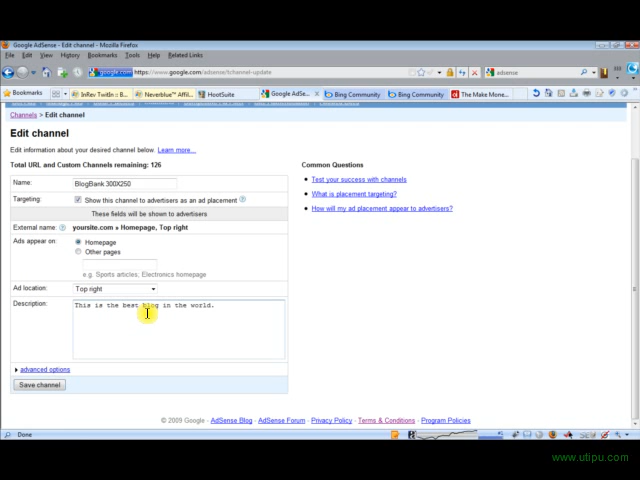 Google AdSense - Edit channel - Mozilla Firefox
File Edit View History Bookmarks Tools Help Related Links
google.com https://www.google.com/adsense/tchannel-update
adsense
Bookmarks
InRev TwitIn :: B...
Neverblue™ Affil...
HootSuite
Google AdSe...
Bing Community
Bing Community
The Make Mone...
Channels > Edit channel
Edit channel
Edit information about your desired channel below. Learn more...
Total URL and Custom Channels remaining: 126
Name: BlogBank 300X250
Targeting: Show this channel to advertisers as an ad placement
These fields will be shown to advertisers
External name: yoursite.com » Homepage, Top right
Ads appear on: Homepage
Other pages
e.g. Sports articles; Electronics homepage
Ad location: Top right
Description: This is the best blog in the world.
advanced options
Save channel
Common Questions
Test your success with channels
What is placement targeting?
How will my ad placement appear to advertisers?
© 2009 Google - AdSense Blog - AdSense Forum - Privacy Policy - Terms & Conditions - Program Policies
Done
www.utipu.com